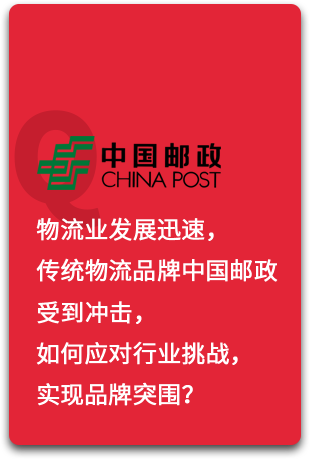 Q
中国邮政
CHINA POST
物流业发展迅速，
传统物流品牌中国邮政
受到冲击，
如何应对行业挑战，
实现品牌突围？